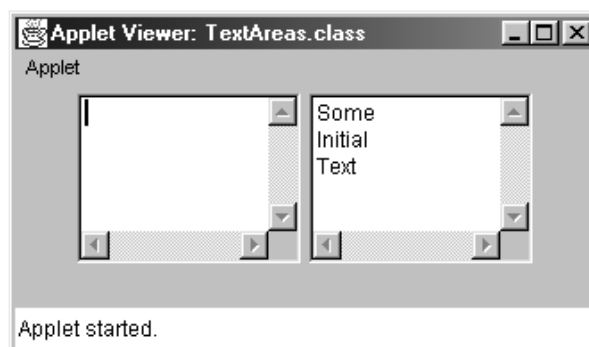 Applet Viewer: TextAreas.class
Applet
Some
Initial
Text
Applet started.